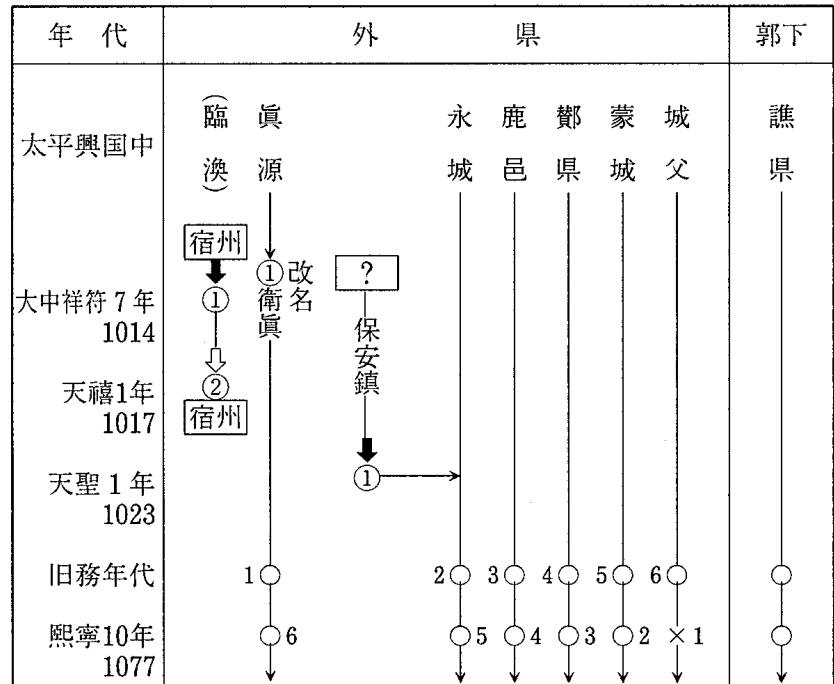 年代 外県 郭下
太平興国中
(臨渙)
眞源
永城
鹿邑
酇県
蒙城
城父
譙県
宿州
①
②
宿州
①改名
衛眞
?
保安鎮
①
大中祥符7年
1014
天禧1年
1017
天聖1年
1023
旧務年代 1○ 2○ 3○ 4○ 5○ 6○ ○
熙寧10年 ○6 ○5 ○4 ○3 ○2 ×1 ○
1077